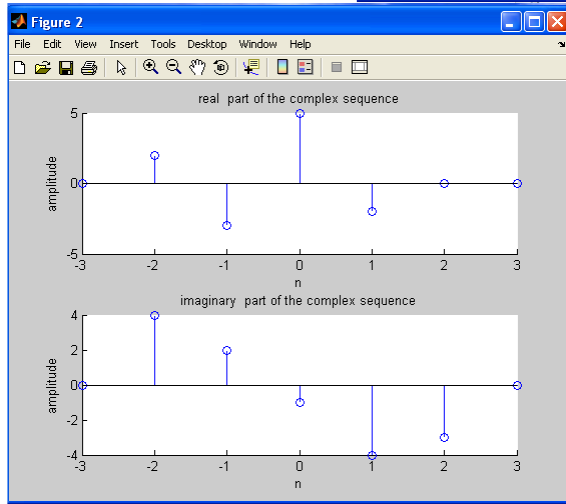 Figure 2
File Edit View Insert Tools Desktop Window Help
real part of the complex sequence
5
0
-5
amplitude
-3 -2 -1 0 1 2 3
n
imaginary part of the complex sequence
4
2
0
-2
-4
amplitude
-3 -2 -1 0 1 2 3
n